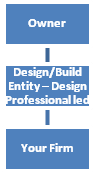 Owner
Design/Build
Entity – Design
Professional led
Your Firm